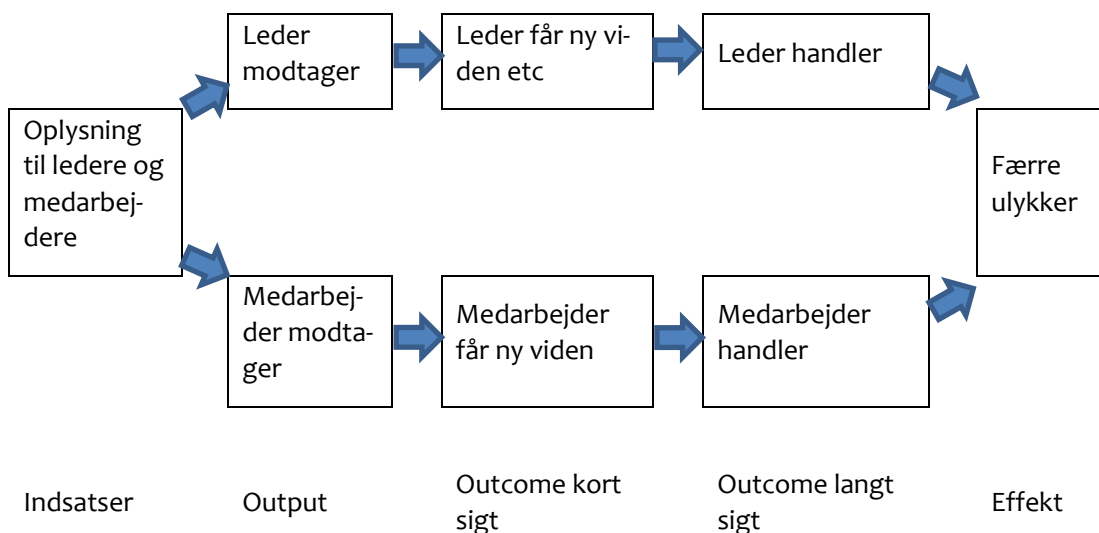 Leder
modtager
Leder får ny vi-
den etc
Leder handler
Oplysning
til ledere og
medarbej-
dere
Færre
ulykker
Medarbej-
der modta-
ger
Medarbejder
får ny viden
Medarbejder
handler
Indsatser
Output
Outcome kort
sigt
Outcome langt
sigt
Effekt